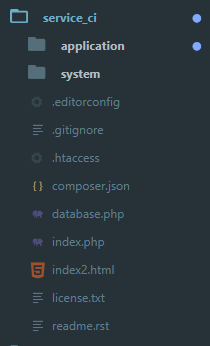 service_ci
application
system
.editorconfig
.gitignore
.htaccess
composer.json
database.php
index.php
index2.html
license.txt
readme.rst